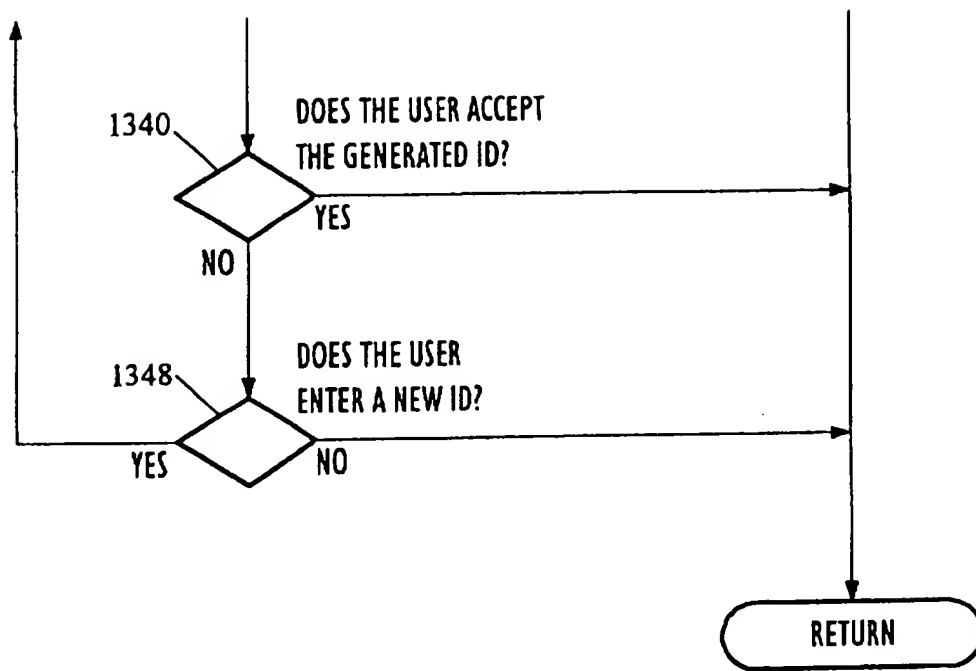 1340
DOES THE USER ACCEPT
THE GENERATED ID?
YES
NO
1348
DOES THE USER
ENTER A NEW ID?
YES
NO
RETURN